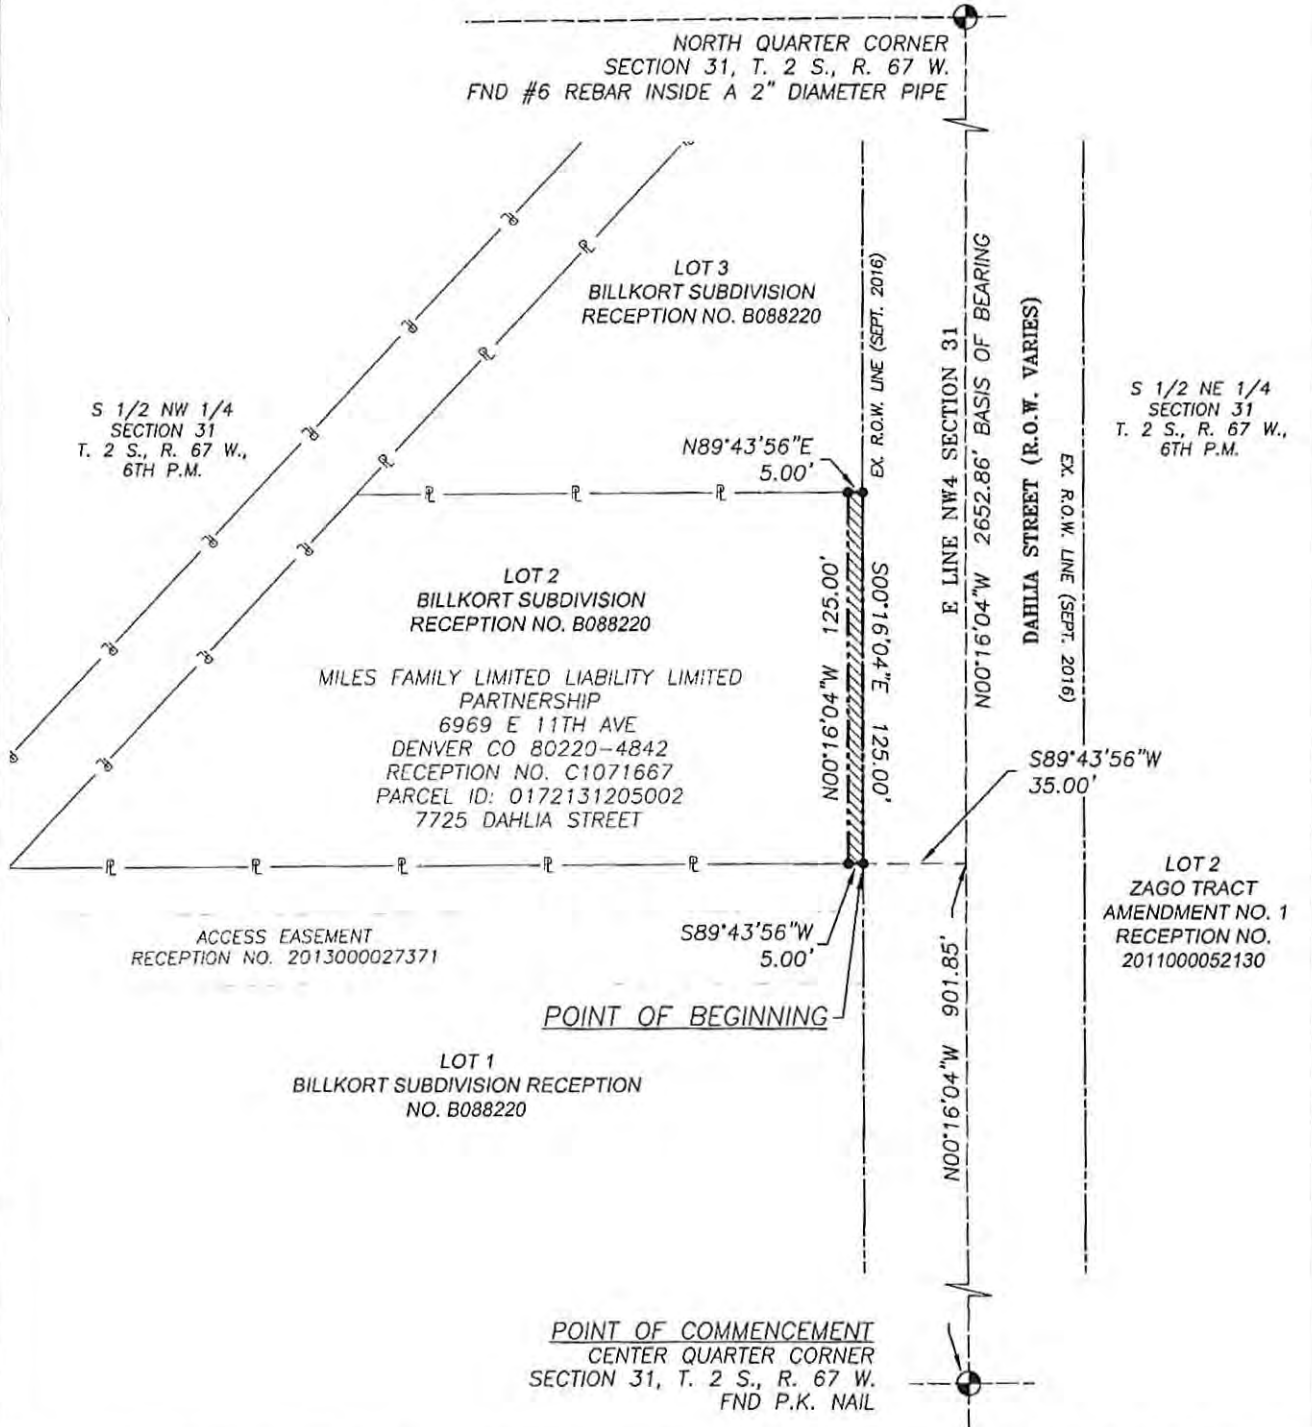 NORTH QUARTER CORNER
SECTION 31, T. 2 S., R. 67 W.
FND #6 REBAR INSIDE A 2" DIAMETER PIPE
LOT 3
BILLKORT SUBDIVISION
RECEPTION NO. B088220
EX. R.O.W. LINE (SEPT. 2016)
E LINE NW4 SECTION 31
N00°16'04"W 2652.86' BASIS OF BEARING
DAHLIA STREET (R.O.W. VARIES)
EX. R.O.W. LINE (SEPT. 2016)
S 1/2 NW 1/4
SECTION 31
T. 2 S., R. 67 W.,
6TH P.M.
S 1/2 NE 1/4
SECTION 31
T. 2 S., R. 67 W.,
6TH P.M.
N89°43'56"E
5.00'
LOT 2
BILLKORT SUBDIVISION
RECEPTION NO. B088220
MILES FAMILY LIMITED LIABILITY LIMITED
PARTNERSHIP
6969 E 11TH AVE
DENVER CO 80220-4842
RECEPTION NO. C1071667
PARCEL ID: 0172131205002
7725 DAHLIA STREET
N00°16'04"W 125.00'
S00°16'04"E 125.00'
S89°43'56"W
35.00'
LOT 2
ZAGO TRACT
AMENDMENT NO. 1
RECEPTION NO.
2011000052130
ACCESS EASEMENT
RECEPTION NO. 2013000027371
S89°43'56"W
5.00'
POINT OF BEGINNING
N00°16'04"W 901.85'
LOT 1
BILLKORT SUBDIVISION RECEPTION
NO. B088220
POINT OF COMMENCEMENT
CENTER QUARTER CORNER
SECTION 31, T. 2 S., R. 67 W.
FND P.K. NAIL